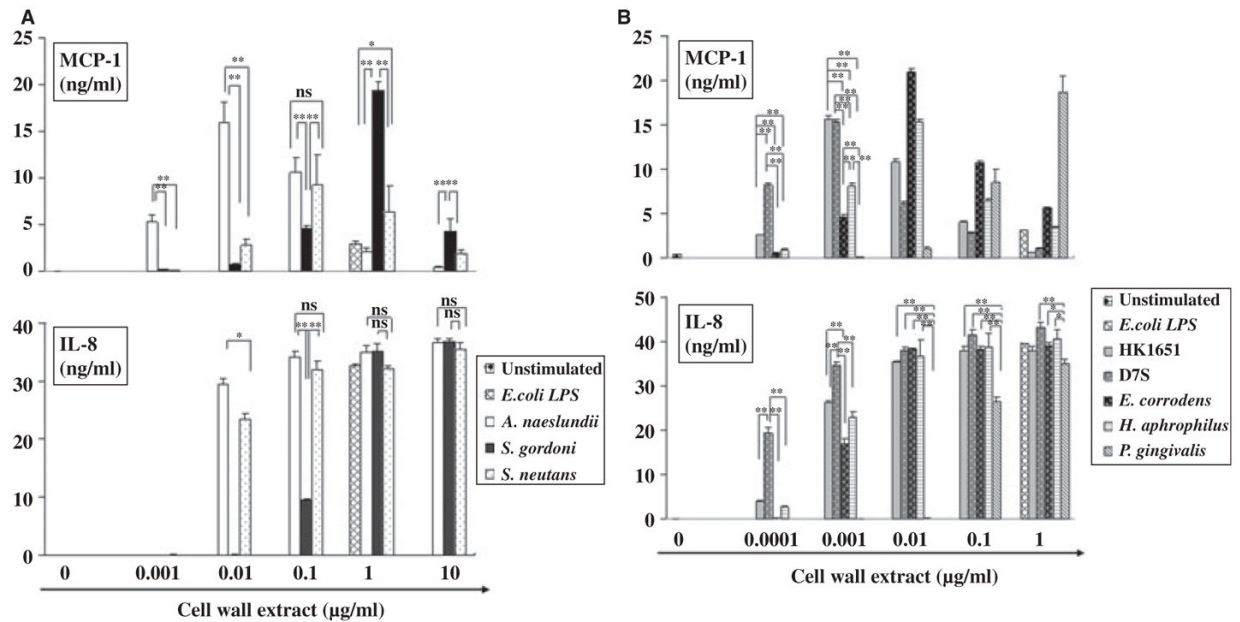 A
MCP-1
(ng/ml)
25
20
15
10
5
0
** ** ** ** ns ** ** * ** ** ** **
IL-8
(ng/ml)
40
30
20
10
0
* ns ** ** ns ns ns ns
Unstimulated
E.coli LPS
A. naeslundii
S. gordoni
S. neutans
0 0.001 0.01 0.1 1 10
Cell wall extract (µg/ml)
B
MCP-1
(ng/ml)
25
20
15
10
5
0
IL-8
(ng/ml)
50
40
30
20
10
0
Unstimulated
E.coli LPS
HK1651
D7S
E. corrodens
H. aphrophilus
P. gingivalis
0 0.0001 0.001 0.01 0.1 1
Cell wall extract (µg/ml)